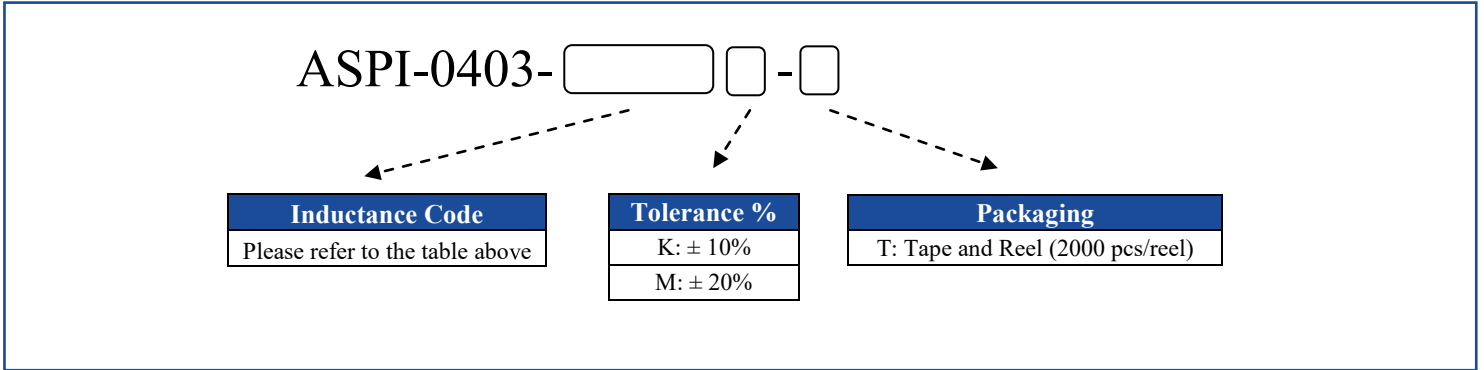 ASPI-0403- -
Inductance Code
Please refer to the table above
Tolerance %
K: ± 10%
M: ± 20%
Packaging
T: Tape and Reel (2000 pcs/reel)